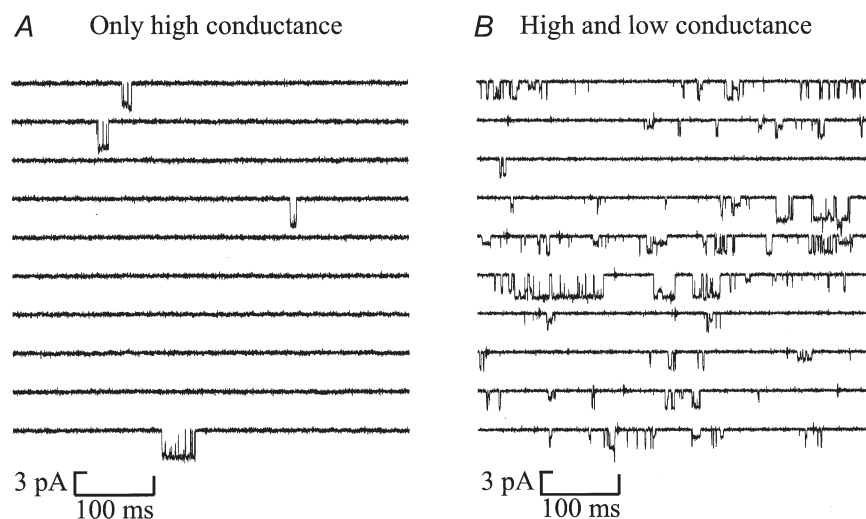 A Only high conductance
B High and low conductance
3 pA
100 ms
3 pA
100 ms